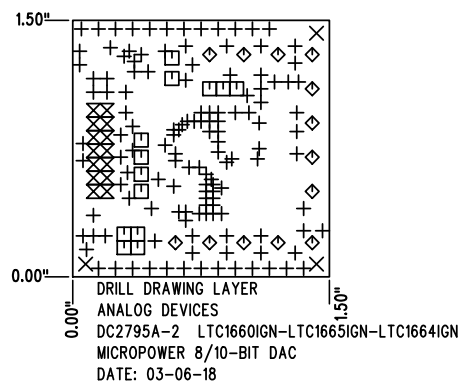 1.50"
0.00"
0.00"
1.50"
DRILL DRAWING LAYER
ANALOG DEVICES
DC2795A-2 LTC1660IGN-LTC1665IGN-LTC1664IGN
MICROPOWER 8/10-BIT DAC
DATE: 03-06-18